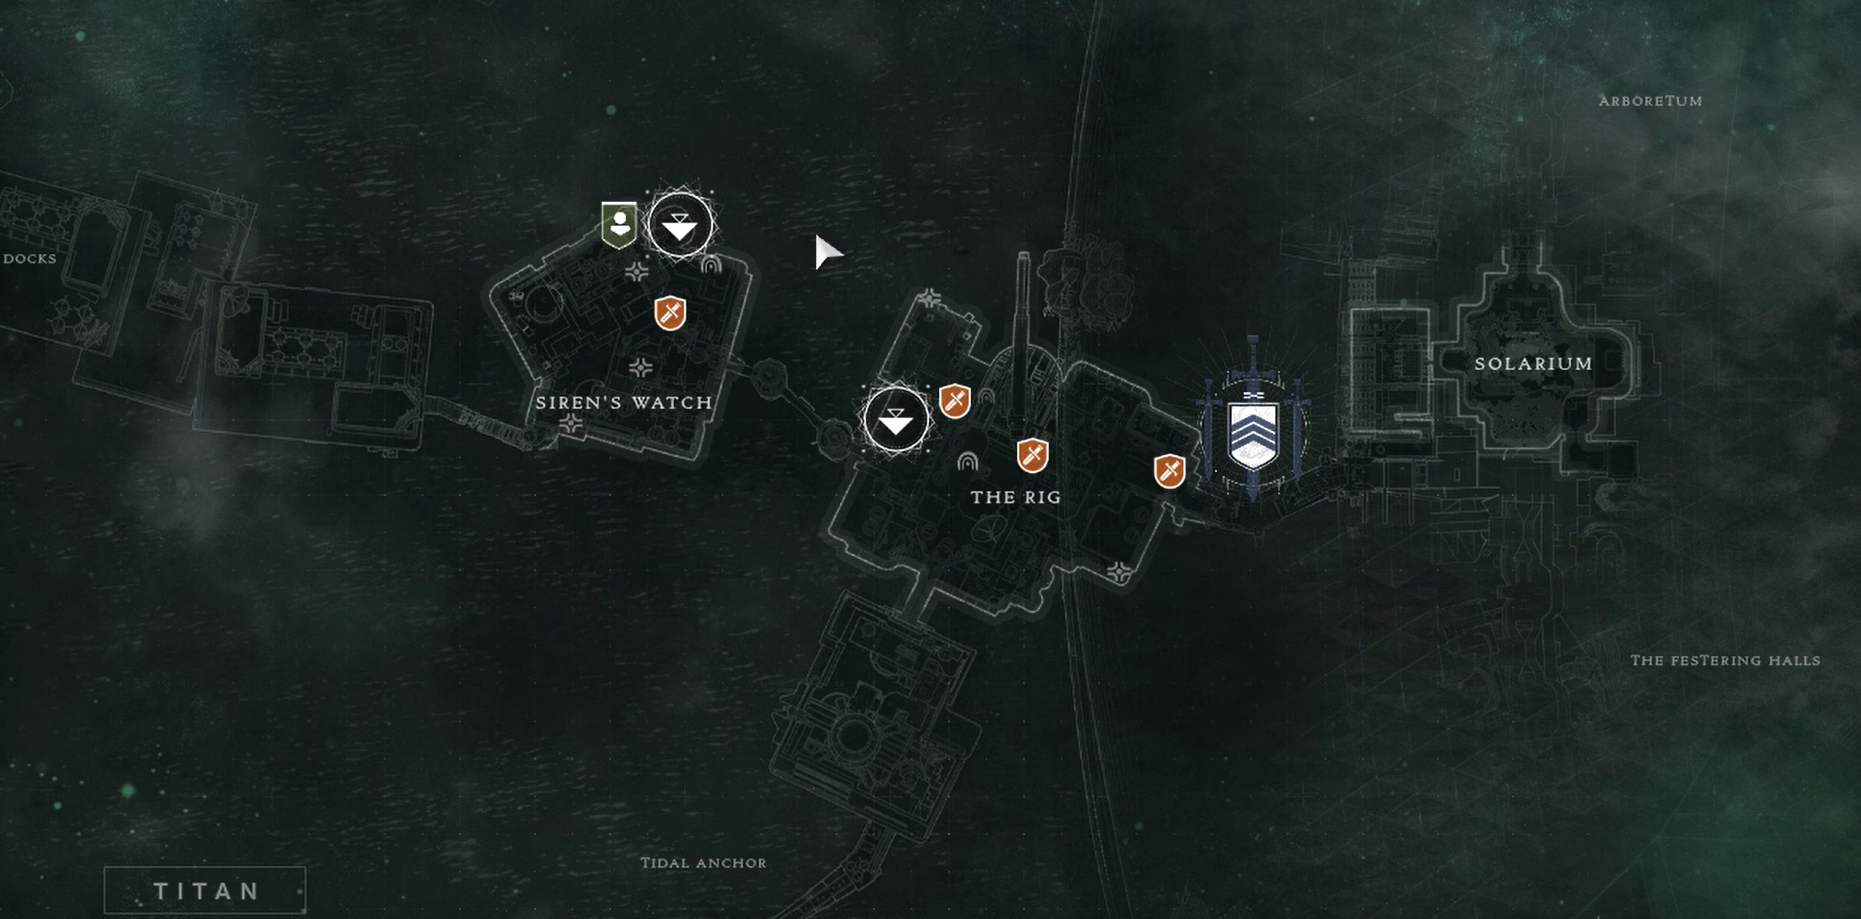 ARBORETUM
DOCKS
SOLARIUM
SIREN'S WATCH
THE RIG
THE FESTERING HALLS
TIDAL ANCHOR
TITAN